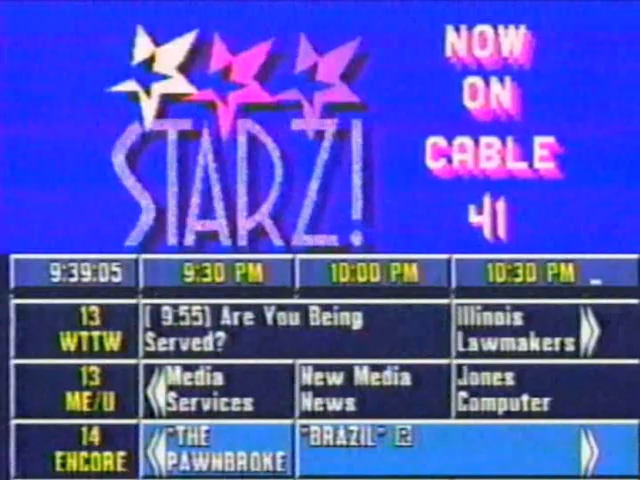 STARZ!
NOW
ON
CABLE
41
9:39:05 9:30 PM 10:00 PM 10:30 PM
13
WTTW
( 9:55) Are You Being
Served?
Illinois
Lawmakers
13
ME/U
Media
Services
New Media
News
Jones
Computer
14
ENCORE
"THE
PAWNBROKE
"BRAZIL" R